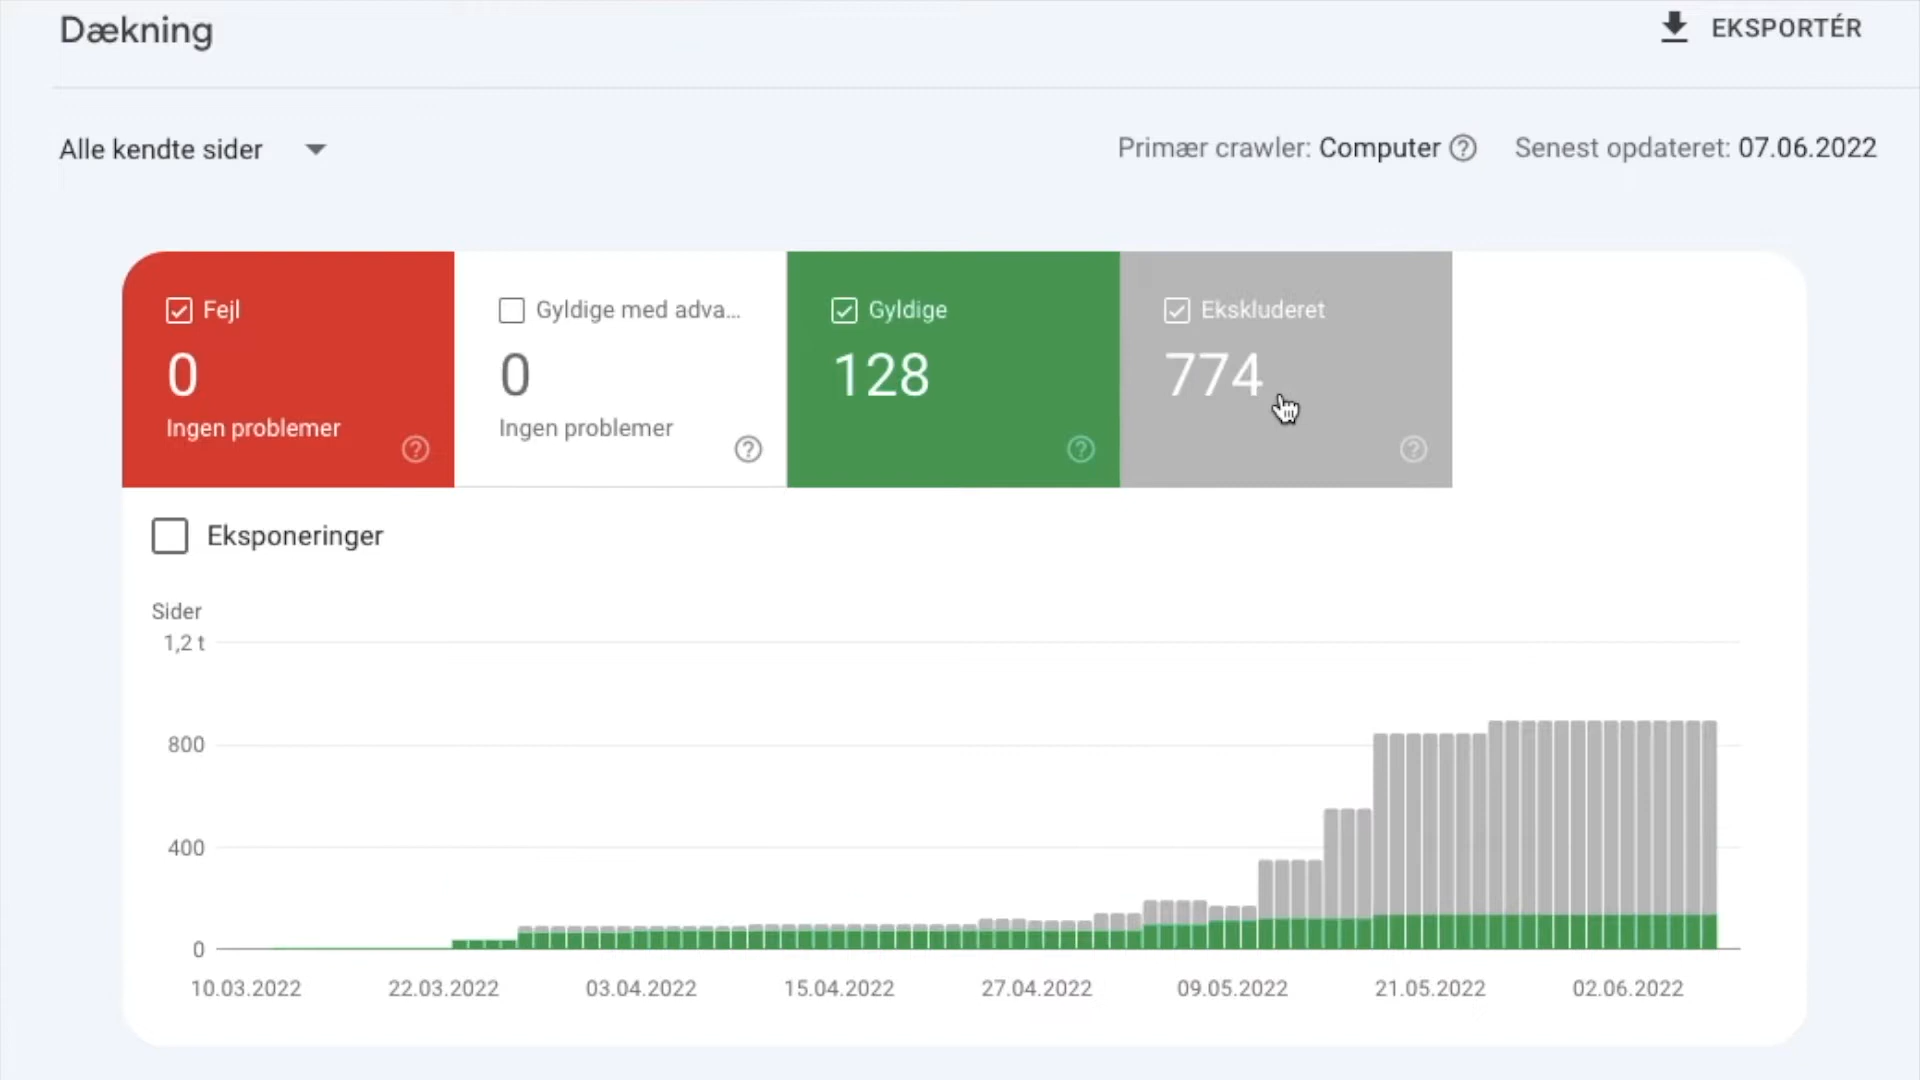 Dækning
EKSPORTÉR
Alle kendte sider
Primær crawler: Computer
Senest opdateret: 07.06.2022
Fejl
0
Ingen problemer
Gyldige med adva...
0
Ingen problemer
Gyldige
128
Ekskluderet
774
Eksponeringer
Sider
1,2 t
800
400
0
10.03.2022 22.03.2022 03.04.2022 15.04.2022 27.04.2022 09.05.2022 21.05.2022 02.06.2022